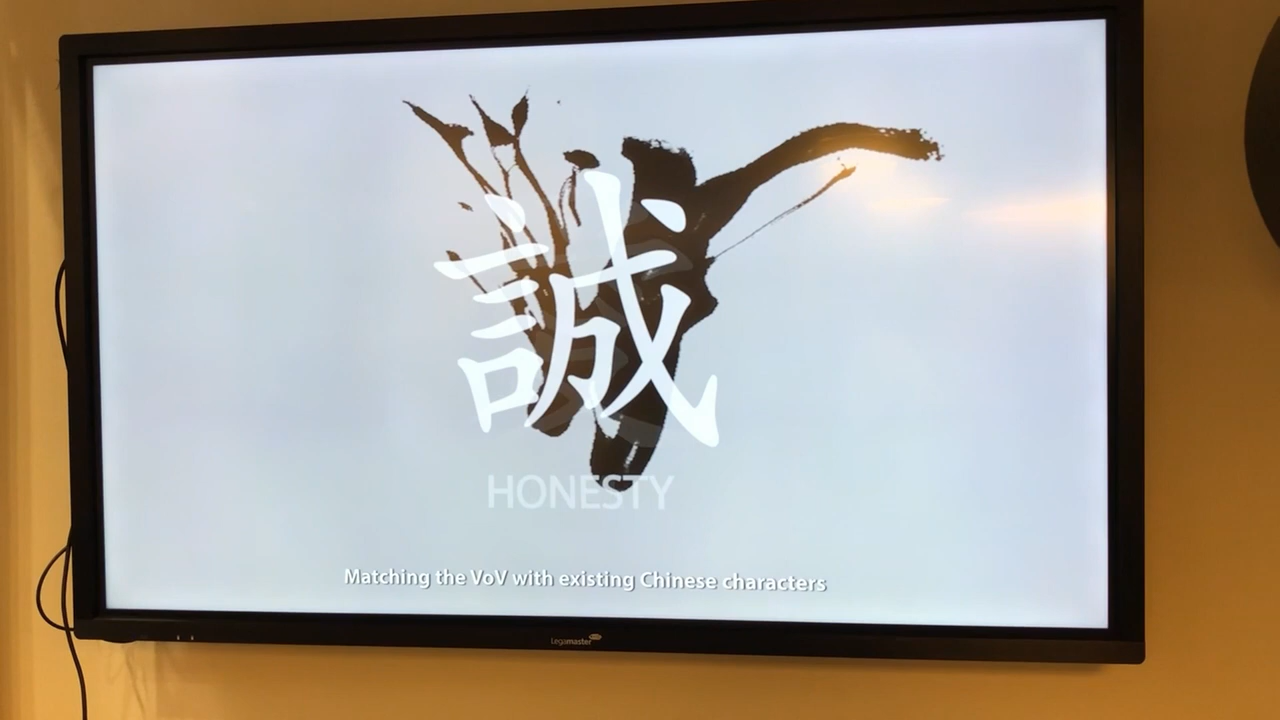 誠
HONESTY
Matching the VoV with existing Chinese characters
Legamaster